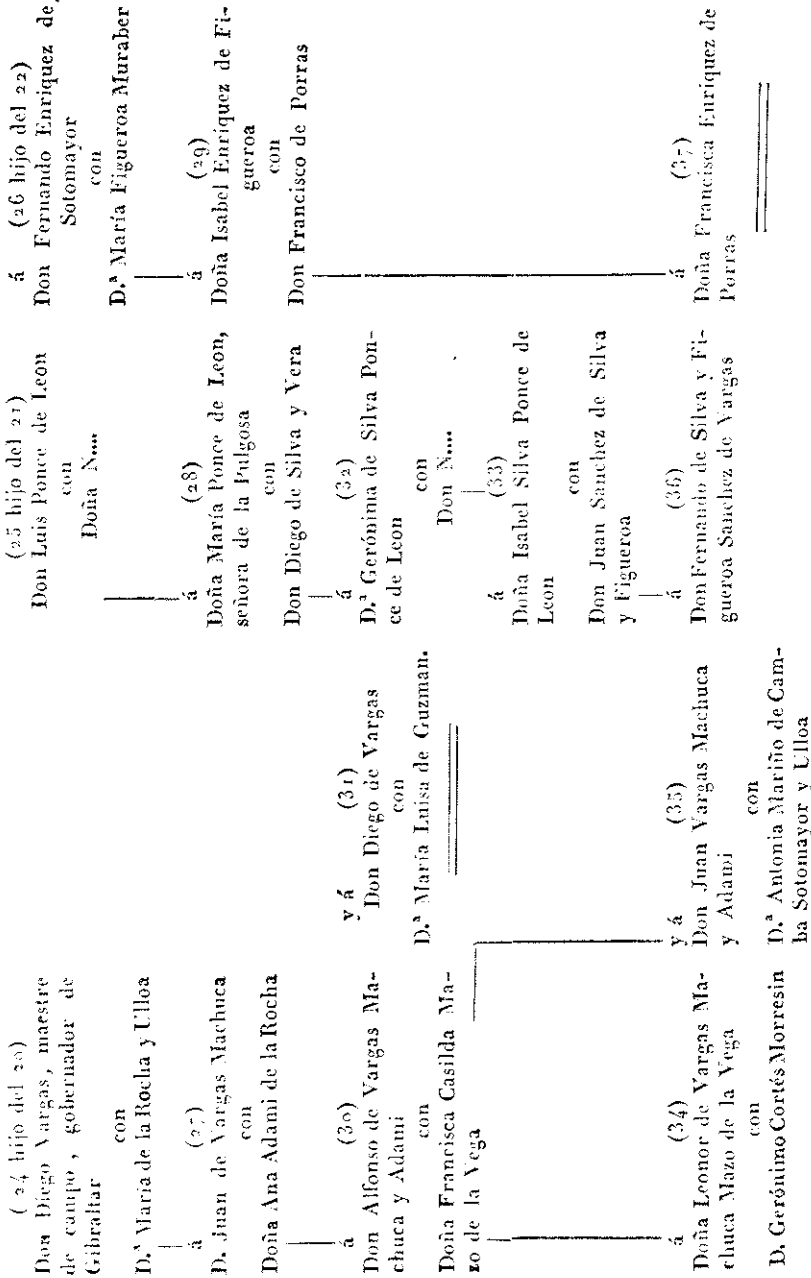 (24 hijo del 20)
Don Diego Vargas, maestre
de campo, gobernador de
Gibraltar
con
D.ª María de la Rocha y Ulloa
á (27)
D. Juan de Vargas Machuca
con
Doña Ana Adami de la Rocha
á (30)
Don Alfonso de Vargas Ma-
chuca y Adami
con
Doña Francisca Casilda Ma-
zo de la Vega
á (34)
Doña Leonor de Vargas Ma-
chuca Mazo de la Vega
con
D. Gerónimo Cortés Morresin
y á (31)
Don Diego de Vargas
con
D.ª María Luisa de Guzman.
y á (35)
Don Juan Vargas Machuca
y Adami
con
D.ª Antonia Mariño de Cam-
ba Sotomayor y Ulloa
(25 hijo del 21)
Don Luis Ponce de Leon
con
Doña N....
á (28)
Doña María Ponce de Leon,
señora de la Pulgosa
con
Don Diego de Silva y Vera
á (32)
D.ª Gerónima de Silva Pon-
ce de Leon
con
Don N....
á (33)
Doña Isabel Silva Ponce de
Leon
con
Don Juan Sanchez de Silva
y Figueroa
á (36)
Don Fernando de Silva y Fi-
gueroa Sanchez de Vargas
á (26 hijo del 22)
Don Fernando Enriquez de
Sotomayor
con
D.ª María Figueroa Muraber
á (29)
Doña Isabel Enriquez de Fi-
gueroa
con
Don Francisco de Porras
á (37)
Doña Francisca Enriquez de
Porras